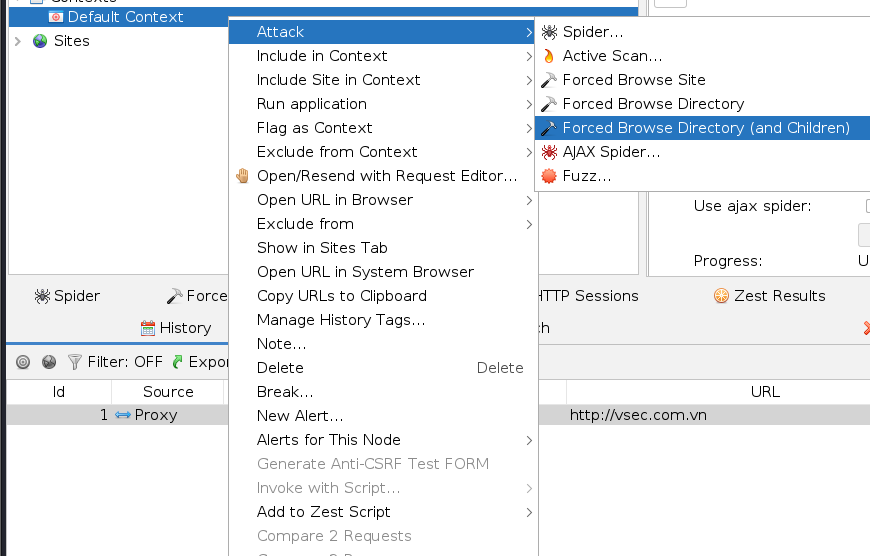 Contexts
Default Context
Sites
Attack
Include in Context
Include Site in Context
Run application
Flag as Context
Exclude from Context
Open/Resend with Request Editor...
Open URL in Browser
Exclude from
Show in Sites Tab
Open URL in System Browser
Copy URLs to Clipboard
Manage History Tags...
Note...
Delete Delete
Break...
New Alert...
Alerts for This Node
Generate Anti-CSRF Test FORM
Invoke with Script...
Add to Zest Script
Compare 2 Requests
Spider...
Active Scan...
Forced Browse Site
Forced Browse Directory
Forced Browse Directory (and Children)
AJAX Spider...
Fuzz...
Use ajax spider:
Progress: U
Spider Force HTTP Sessions Zest Results
History ch
Filter: OFF Expor
Id Source URL
1 Proxy http://vsec.com.vn